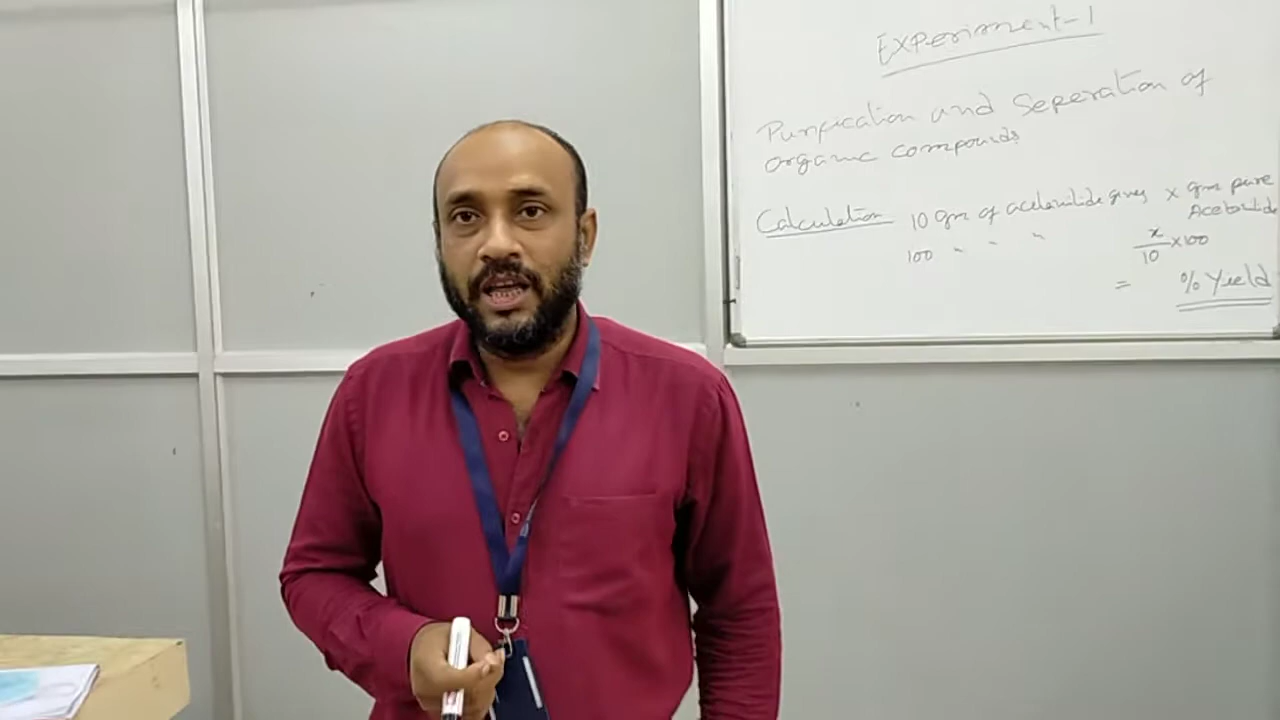 Experiment-1
Purification and Seperation of
organic compounds
Calculation 10 gm of acetanilide gives x gm pure
Acetanilide
100 " " " x/10 x100
= % Yield